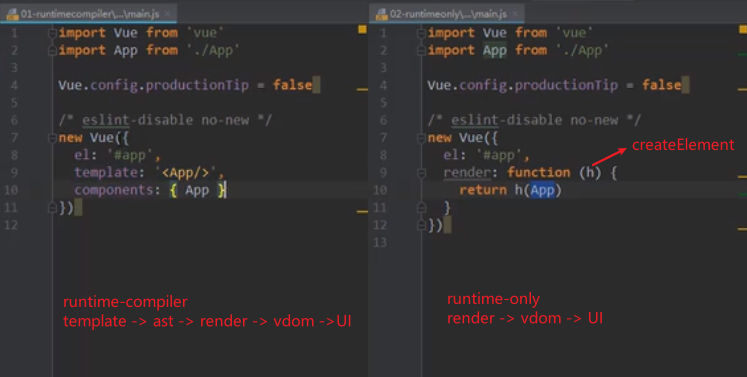 01-runtimecompiler\...\main.js
1 import Vue from 'vue'
2 import App from './App'
3
4 Vue.config.productionTip = false
5
6 /* eslint-disable no-new */
7 new Vue({
8 el: '#app',
9 template: '<App/>',
10 components: { App }
11 })
12
runtime-compiler
template -> ast -> render -> vdom ->UI
02-runtimeonly\...\main.js
1 import Vue from 'vue'
2 import App from './App'
3
4 Vue.config.productionTip = false
5
6 /* eslint-disable no-new */
7 new Vue({
8 el: '#app',
9 render: function (h) {
10 return h(App)
11 }
12 })
13
createElement
runtime-only
render -> vdom -> UI